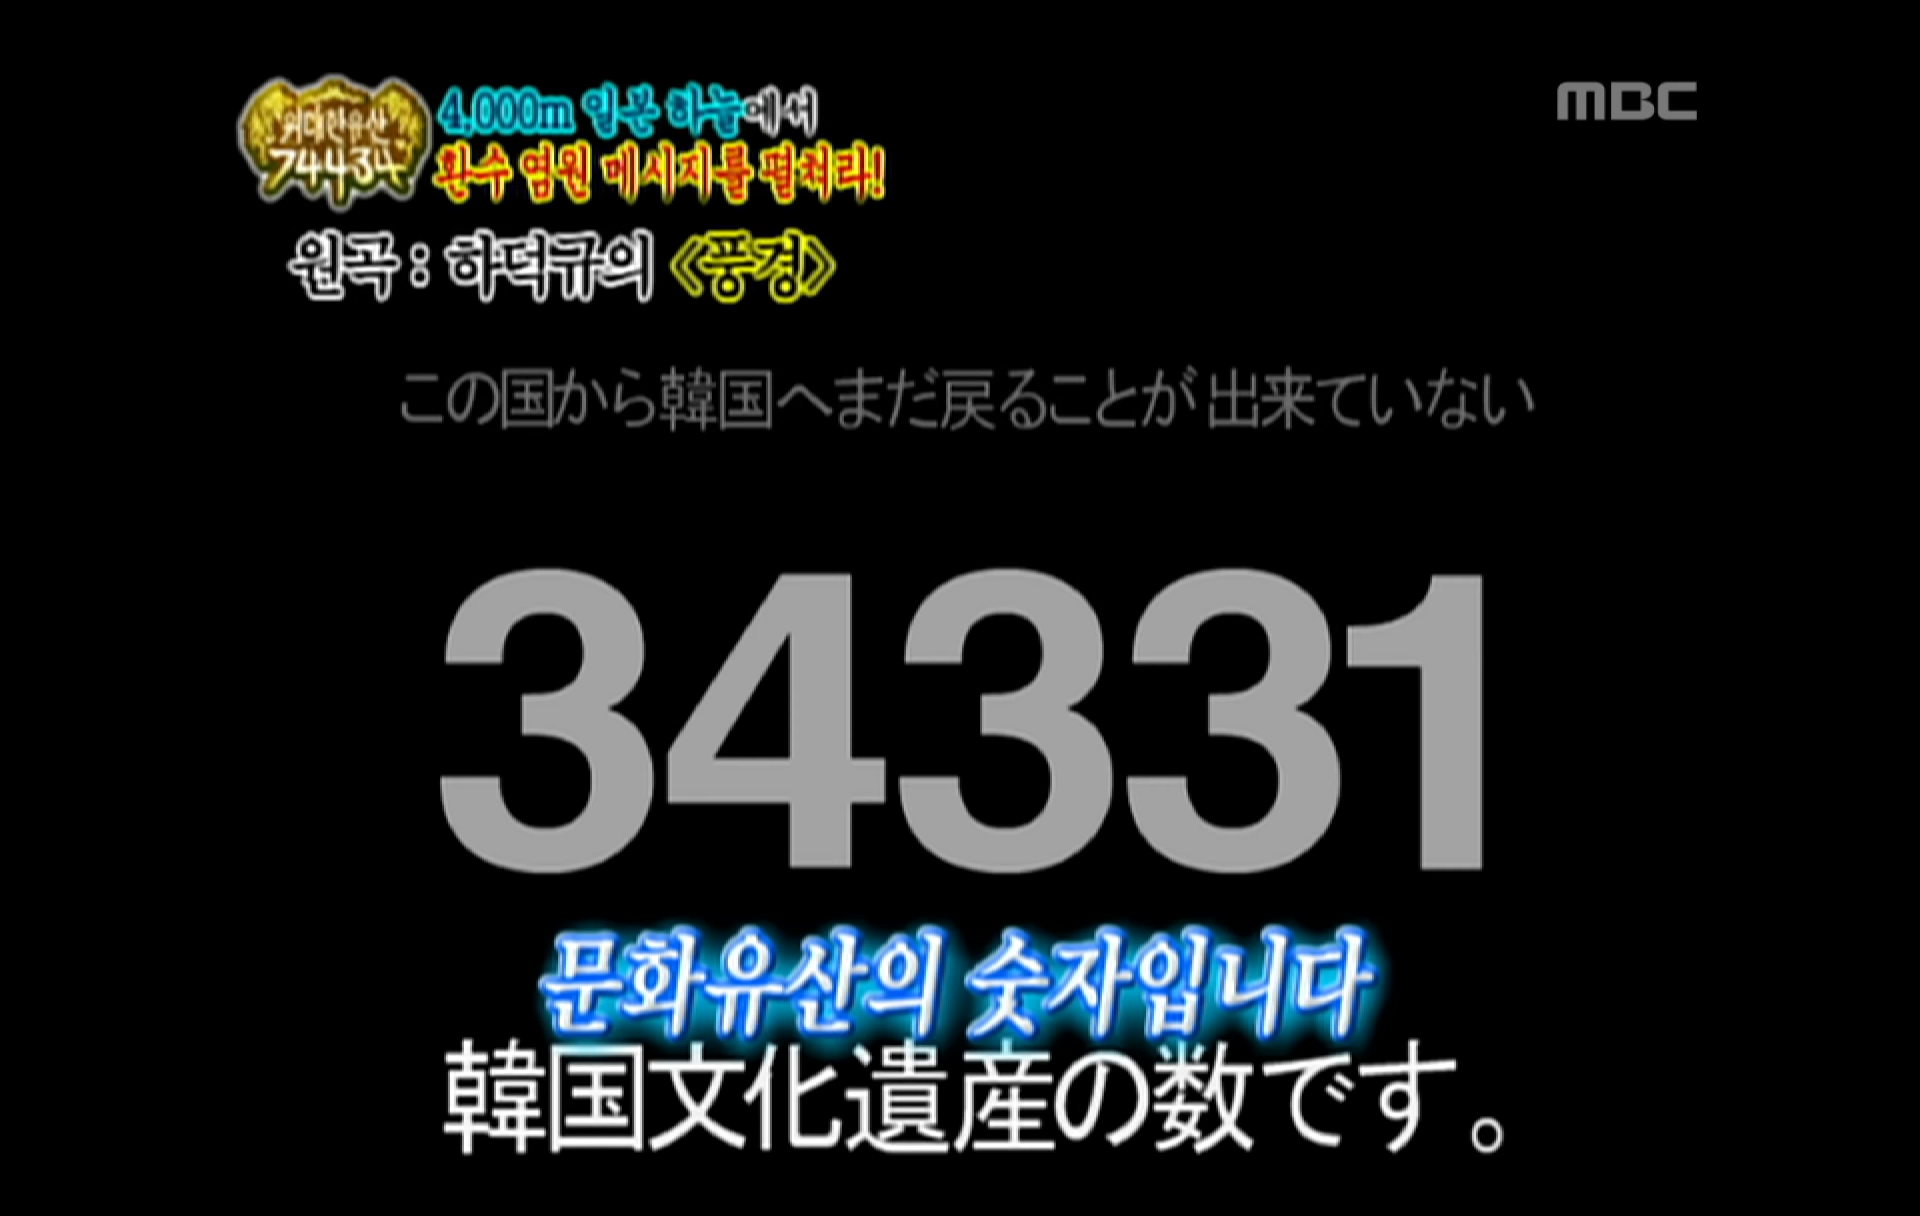 위대한유산
74434
4,000m 일본 하늘에서
환수 염원 메시지를 펼쳐라!
MBC
원곡 : 하덕규의 <풍경>
この国から韓国へまだ戻ることが出来ていない
34331
문화유산의 숫자입니다
韓国文化遺産の数です。